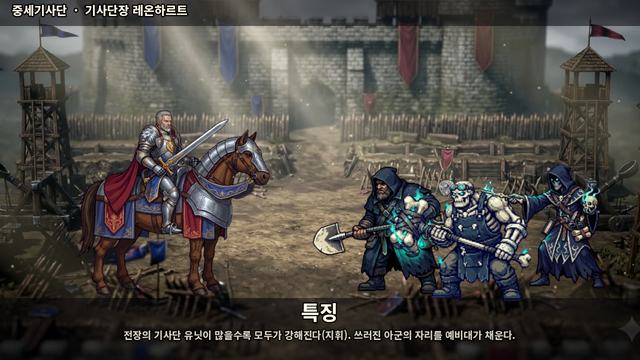 중세기사단 · 기사단장 레온하르트
특징
전장의 기사단 유닛이 많을수록 모두가 강해진다(지휘). 쓰러진 아군의 자리를 예비대가 채운다.